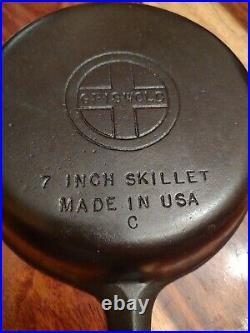 GRISWOLD
7 INCH SKILLET
MADE IN USA
C